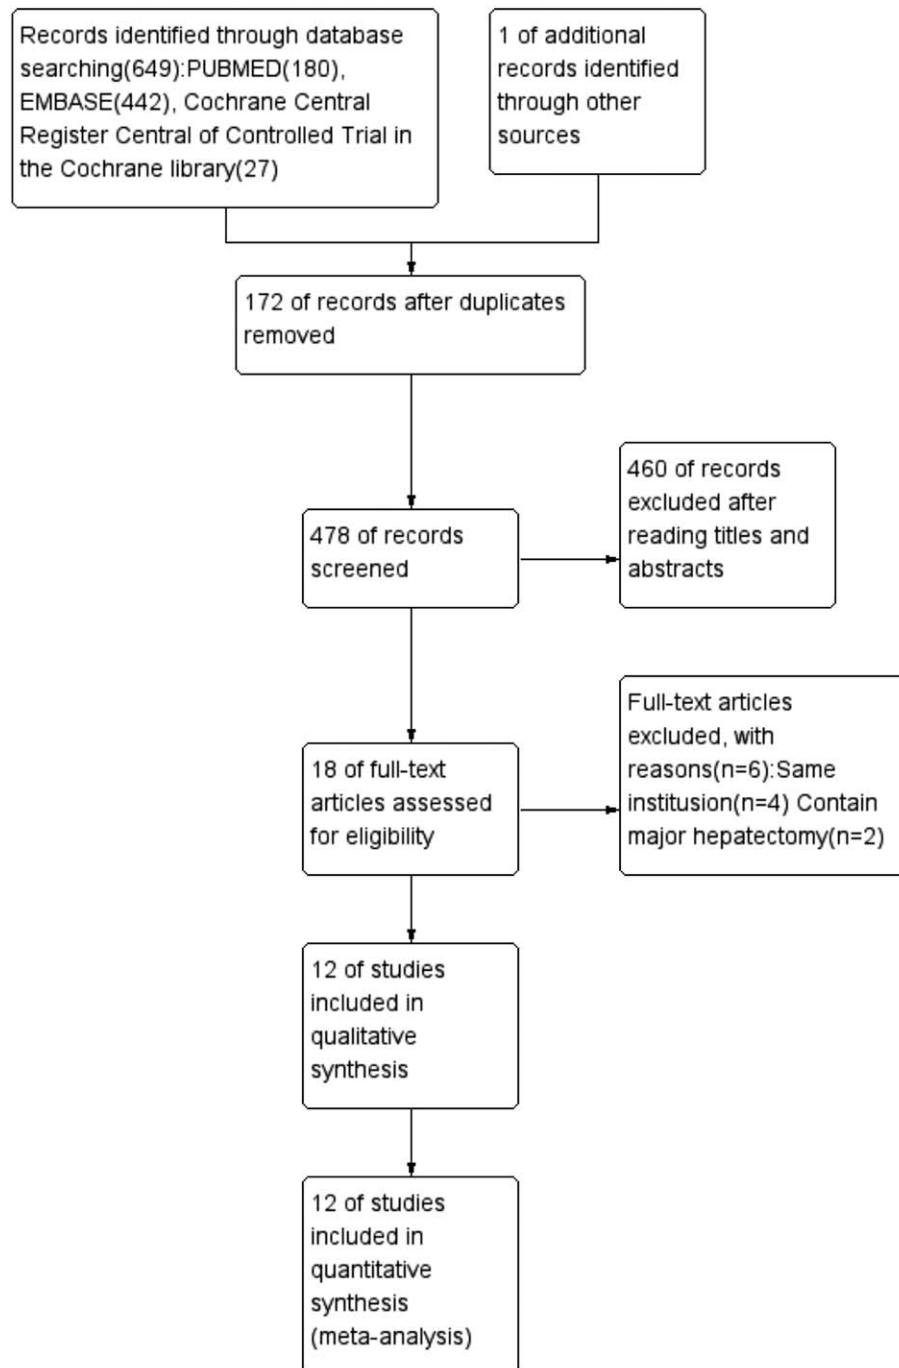 Records identified through database
searching(649):PUBMED(180),
EMBASE(442), Cochrane Central
Register Central of Controlled Trial in
the Cochrane library(27)
1 of additional
records identified
through other
sources
172 of records after duplicates
removed
478 of records
screened
460 of records
excluded after
reading titles and
abstracts
18 of full-text
articles assessed
for eligibility
Full-text articles
excluded, with
reasons(n=6):Same
institusion(n=4) Contain
major hepatectomy(n=2)
12 of studies
included in
qualitative
synthesis
12 of studies
included in
quantitative
synthesis
(meta-analysis)